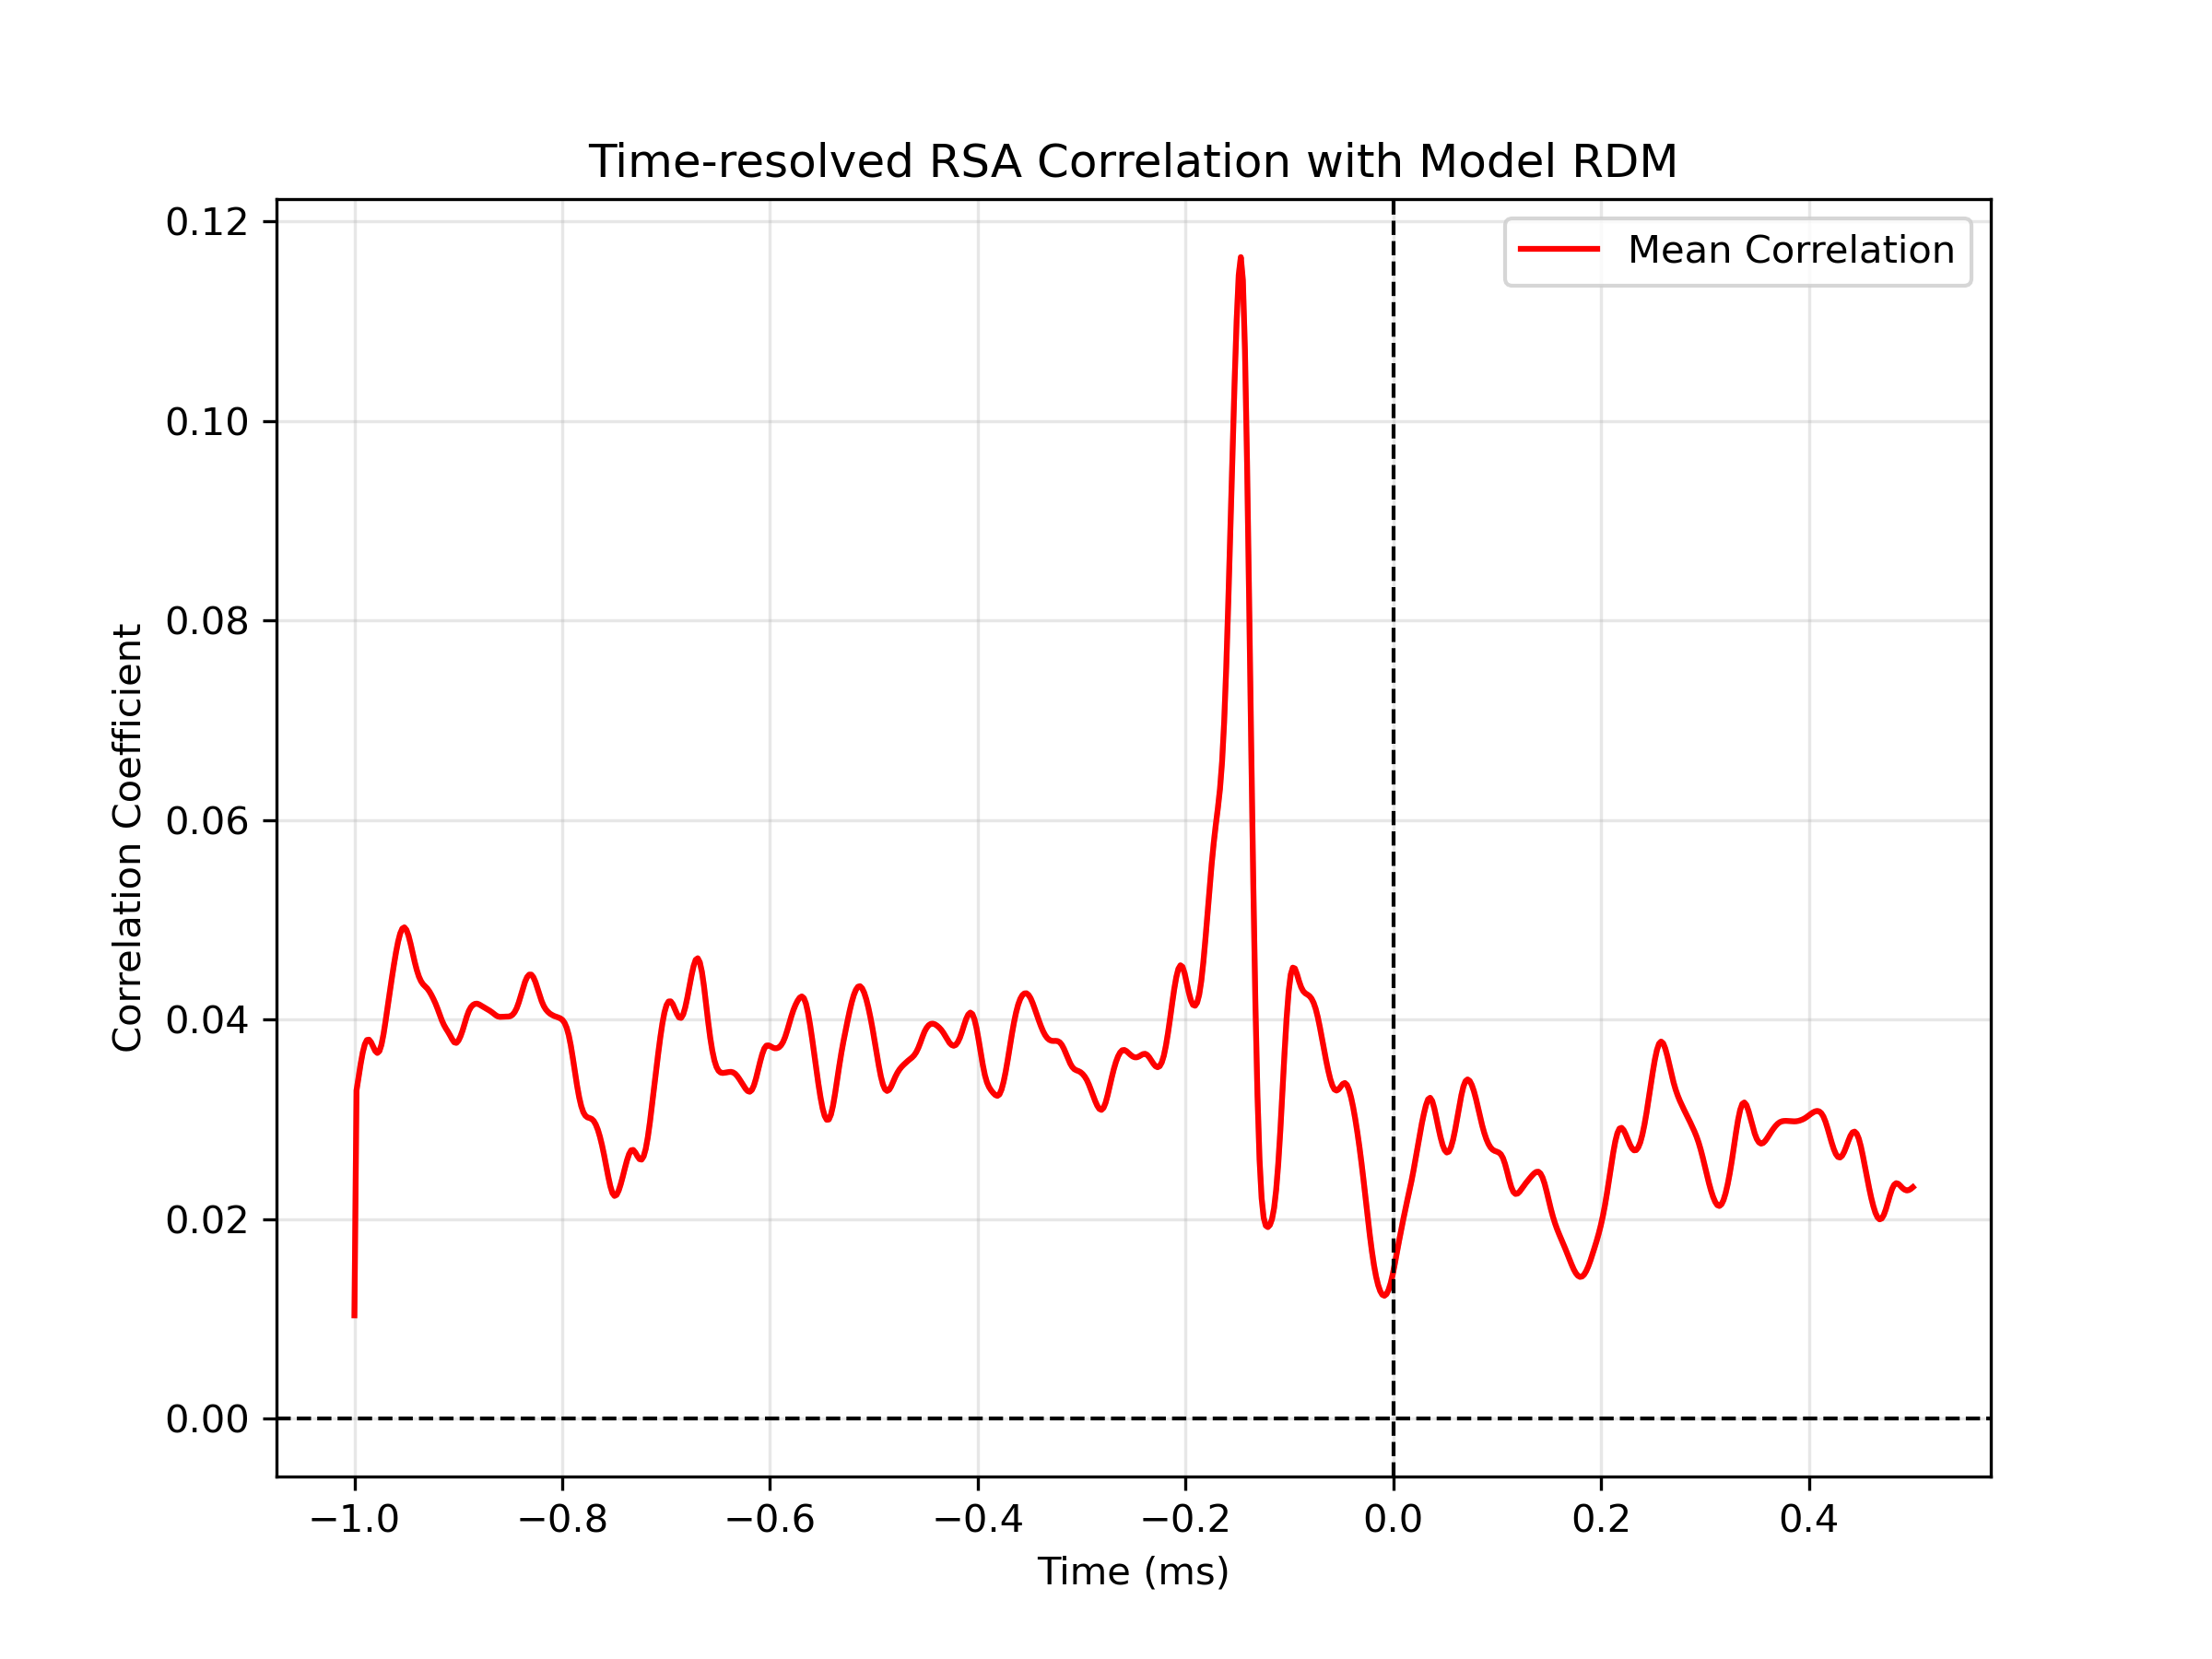 Time-resolved RSA Correlation with Model RDM
Mean Correlation
Correlation Coefficient
0.12
0.10
0.08
0.06
0.04
0.02
0.00
−1.0 −0.8 −0.6 −0.4 −0.2 0.0 0.2 0.4
Time (ms)